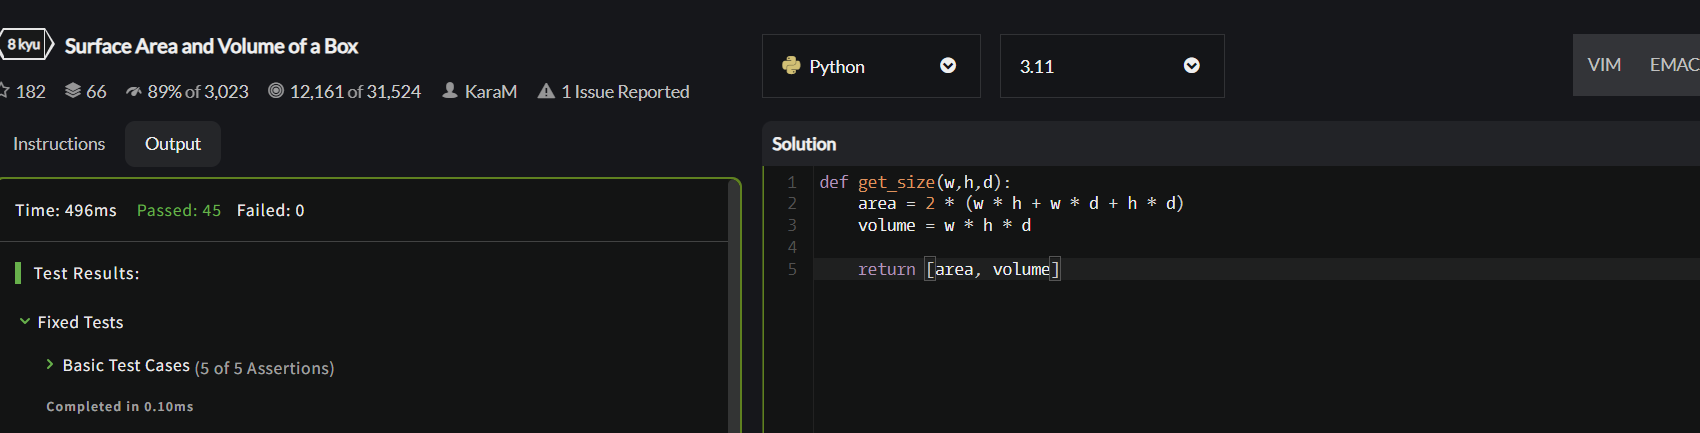 8 kyu Surface Area and Volume of a Box
182 66 89% of 3,023 12,161 of 31,524 KaraM 1 Issue Reported
Instructions Output
Time: 496ms Passed: 45 Failed: 0
Test Results:
Fixed Tests
Basic Test Cases (5 of 5 Assertions)
Completed in 0.10ms
Python 3.11 VIM EMAC
Solution
1 def get_size(w,h,d):
2     area = 2 * (w * h + w * d + h * d)
3     volume = w * h * d
4
5     return [area, volume]